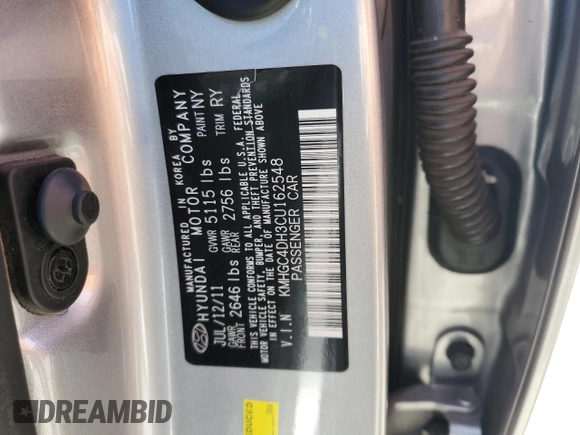 MFD. IN KOREA BY
HYUNDAI MOTOR COMPANY
JUL/12/11 GVWR 5115 lbs PAINT NY
GAWR FRONT 2646 lbs GAWR REAR 2756 lbs TRIM RY
THIS VEHICLE CONFORMS TO ALL APPLICABLE U.S.A. FEDERAL
MOTOR VEHICLE SAFETY, BUMPER, AND THEFT PREVENTION STANDARDS
IN EFFECT ON THE DATE OF MANUFACTURE SHOWN ABOVE
V.I.N KMHGC4DH3CU162548
PASSENGER CAR
DREAMBID